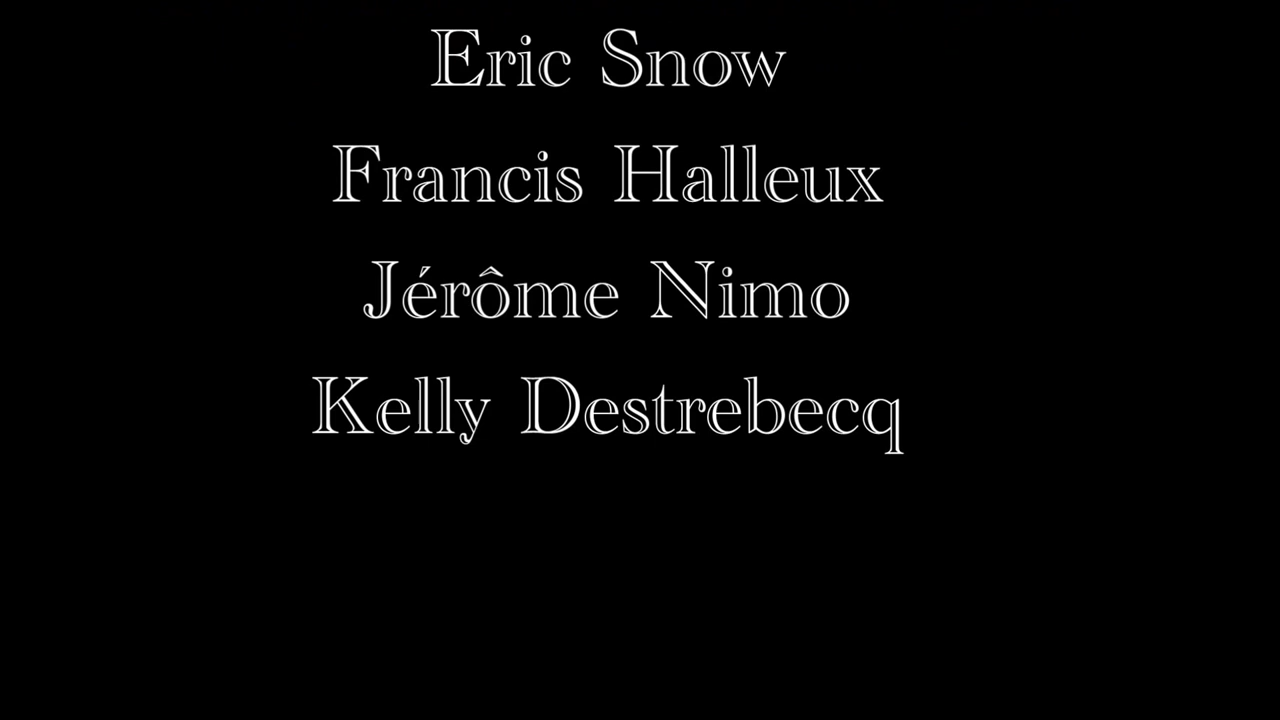 Eric Snow
Francis Halleux
Jérôme Nimo
Kelly Destrebecq